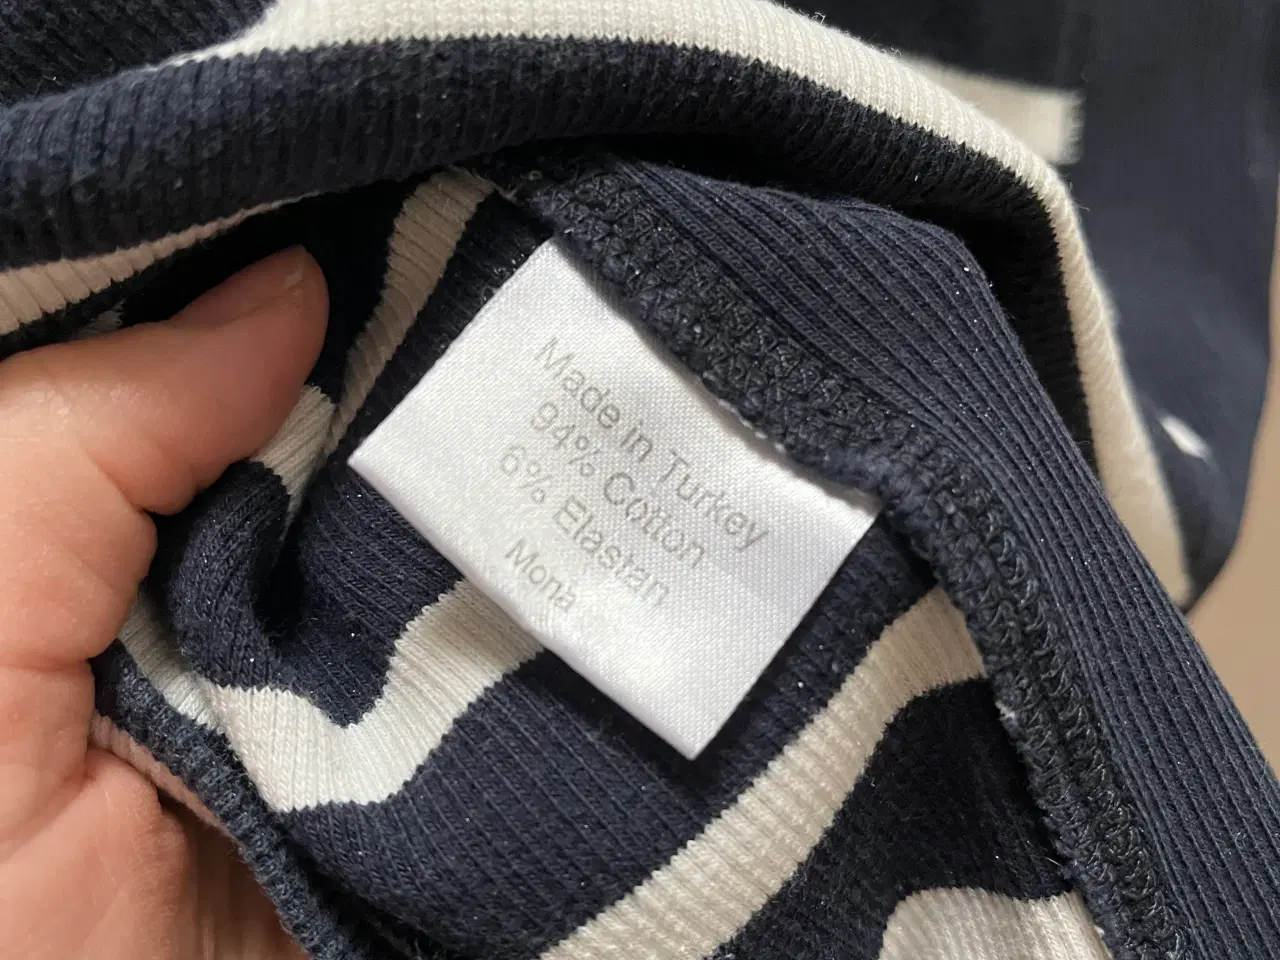 Made in Turkey
94% Cotton
6% Elastan
Mona